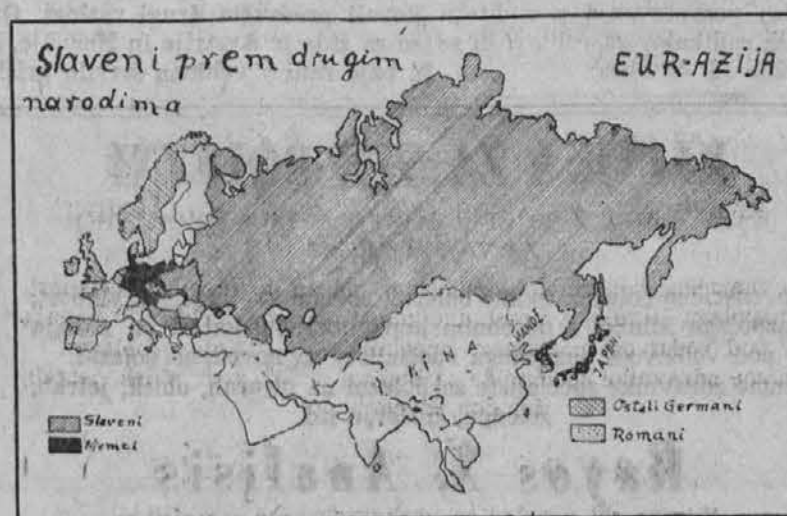 Slaveni prem drugim
narodima
EUR-AZIJA
KINA
JAPAN
Slaveni
Nemci
Ostali Germani
Romani